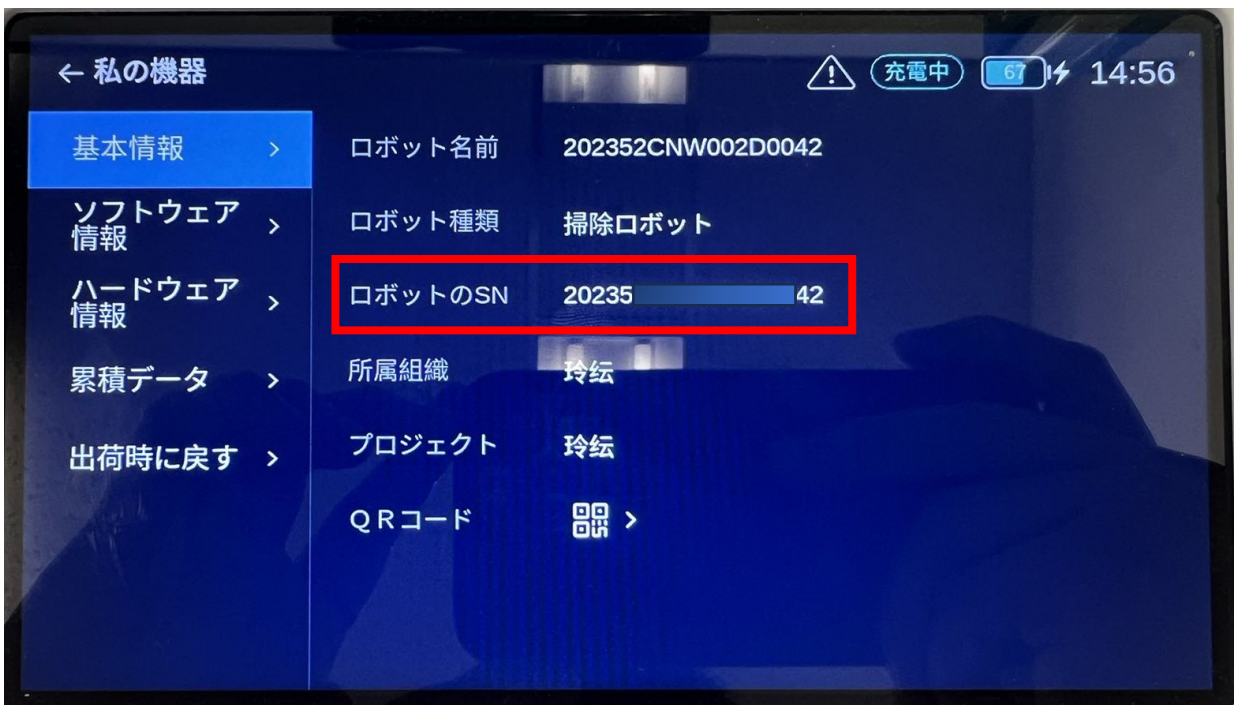 ← 私の機器
充電中 67 14:56
基本情報 >
ロボット名前 202352CNW002D0042
ソフトウェア
情報 >
ロボット種類 掃除ロボット
ハードウェア
情報 >
ロボットのSN 20235 42
累積データ >
所属組織 玲纭
出荷時に戻す >
プロジェクト 玲纭
QRコード >